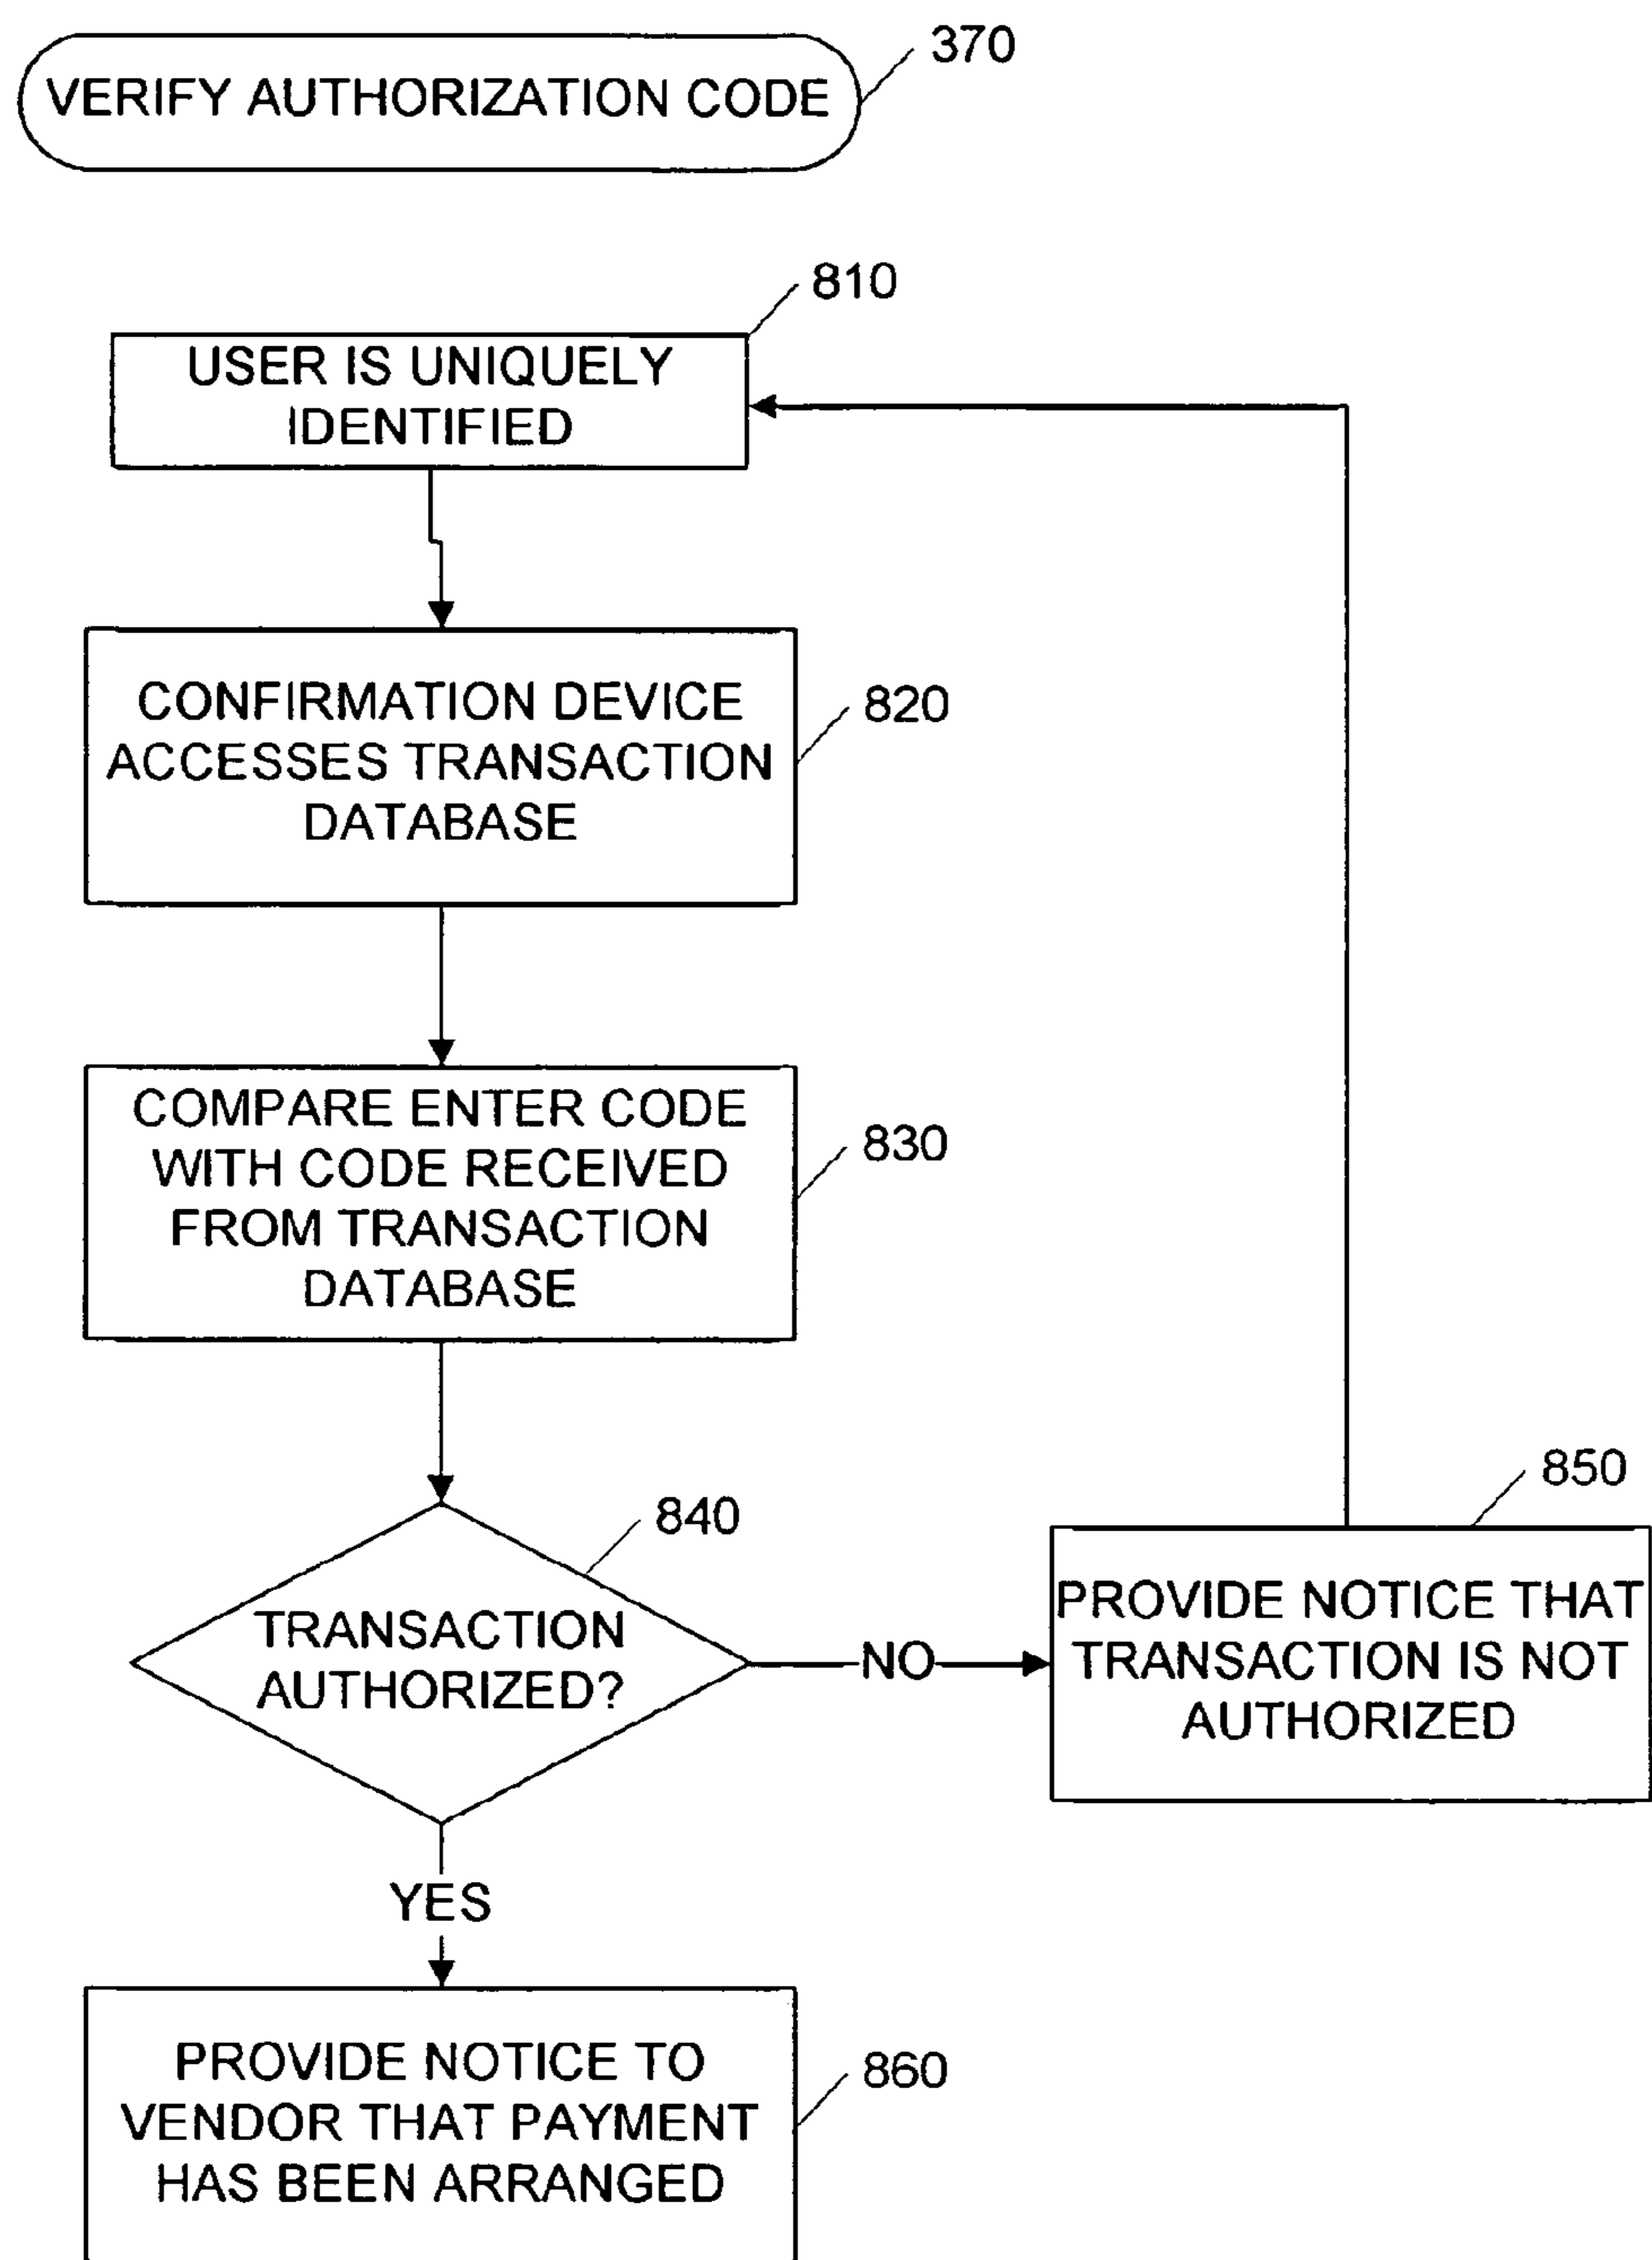 370
VERIFY AUTHORIZATION CODE
810
USER IS UNIQUELY
IDENTIFIED
CONFIRMATION DEVICE
ACCESSES TRANSACTION
DATABASE
820
COMPARE ENTER CODE
WITH CODE RECEIVED
FROM TRANSACTION
DATABASE
830
840
TRANSACTION
AUTHORIZED?
NO
850
PROVIDE NOTICE THAT
TRANSACTION IS NOT
AUTHORIZED
YES
PROVIDE NOTICE TO
VENDOR THAT PAYMENT
HAS BEEN ARRANGED
860